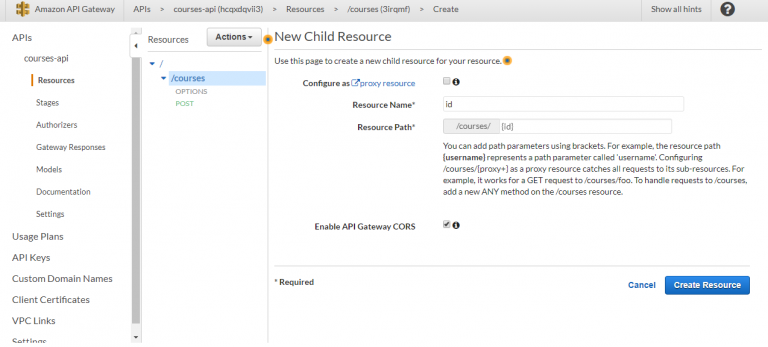 Amazon API Gateway
APIs > courses-api (hcqxdqvii3) > Resources > /courses (3lrqmf) > Create
Show all hints
?
APIs
courses-api
Resources
Stages
Authorizers
Gateway Responses
Models
Documentation
Settings
Usage Plans
API Keys
Custom Domain Names
Client Certificates
VPC Links
Settings
Resources
Actions
/
/courses
OPTIONS
POST
New Child Resource
Use this page to create a new child resource for your resource.
Configure as proxy resource
Resource Name* id
Resource Path* /courses/ {id}
You can add path parameters using brackets. For example, the resource path
{username} represents a path parameter called 'username'. Configuring
/courses/{proxy+} as a proxy resource catches all requests to its sub-resources. For
example, it works for a GET request to /courses/foo. To handle requests to /courses,
add a new ANY method on the /courses resource.
Enable API Gateway CORS
* Required
Cancel
Create Resource